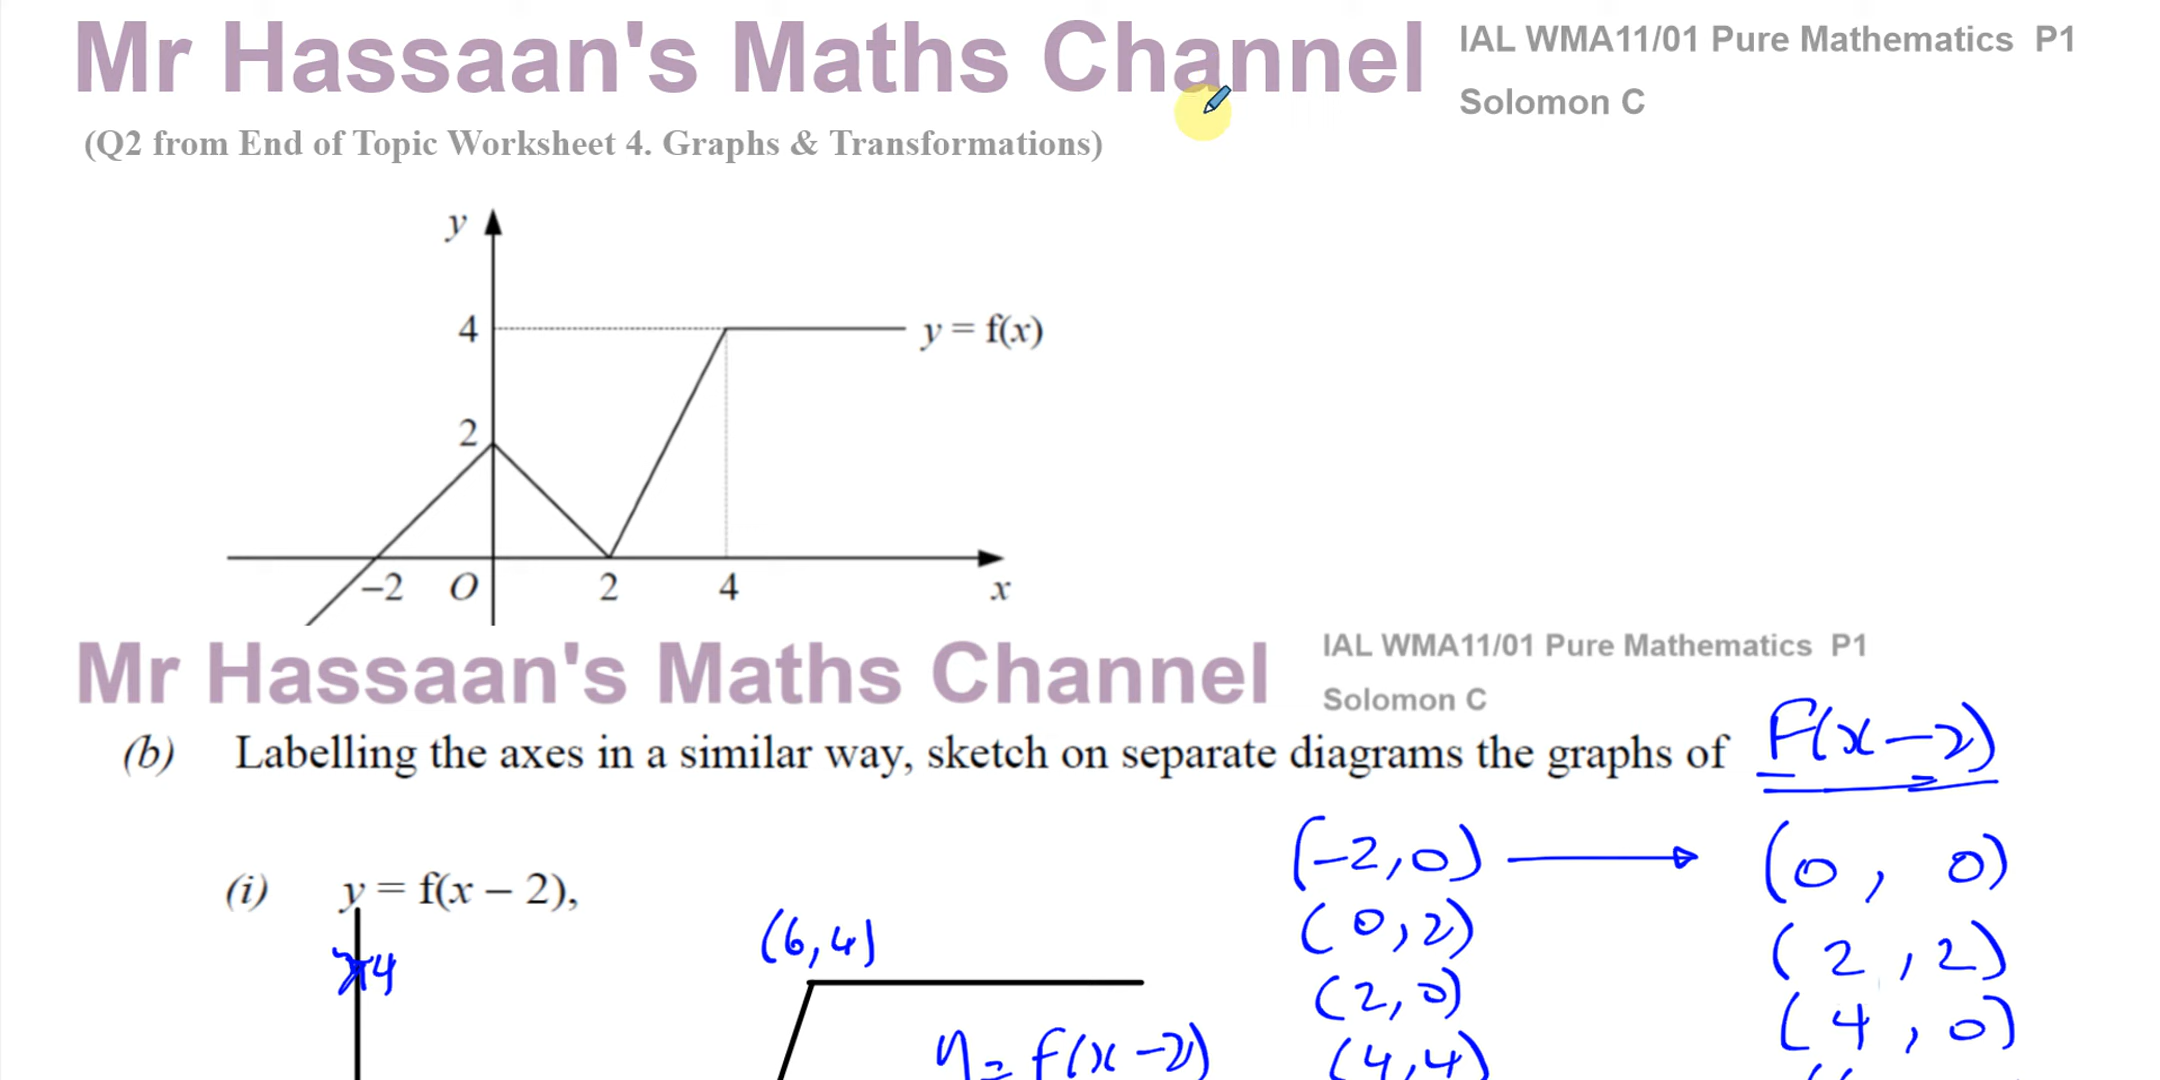 Mr Hassaan's Maths Channel
IAL WMA11/01 Pure Mathematics P1
Solomon C
(Q2 from End of Topic Worksheet 4. Graphs & Transformations)
y
4
y = f(x)
2
−2 O 2 4 x
Mr Hassaan's Maths Channel
IAL WMA11/01 Pure Mathematics P1
Solomon C
(b) Labelling the axes in a similar way, sketch on separate diagrams the graphs of
F(x-2)
(i) y = f(x − 2),
(-2,0) (0, 0)
(0,2) (2,2)
(2,0) (4,0)
(4,4)
4
(6,4)
y = f(x-2)